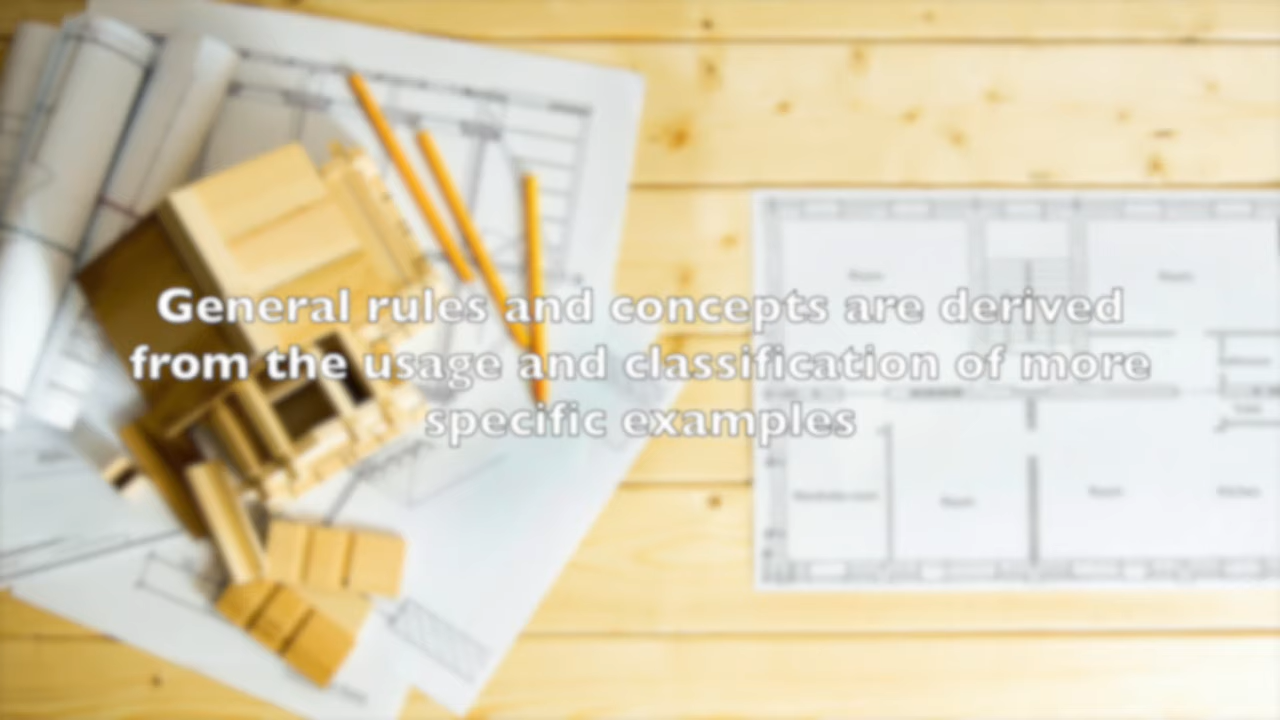 General rules and concepts are derived
from the usage and classification of more
specific examples